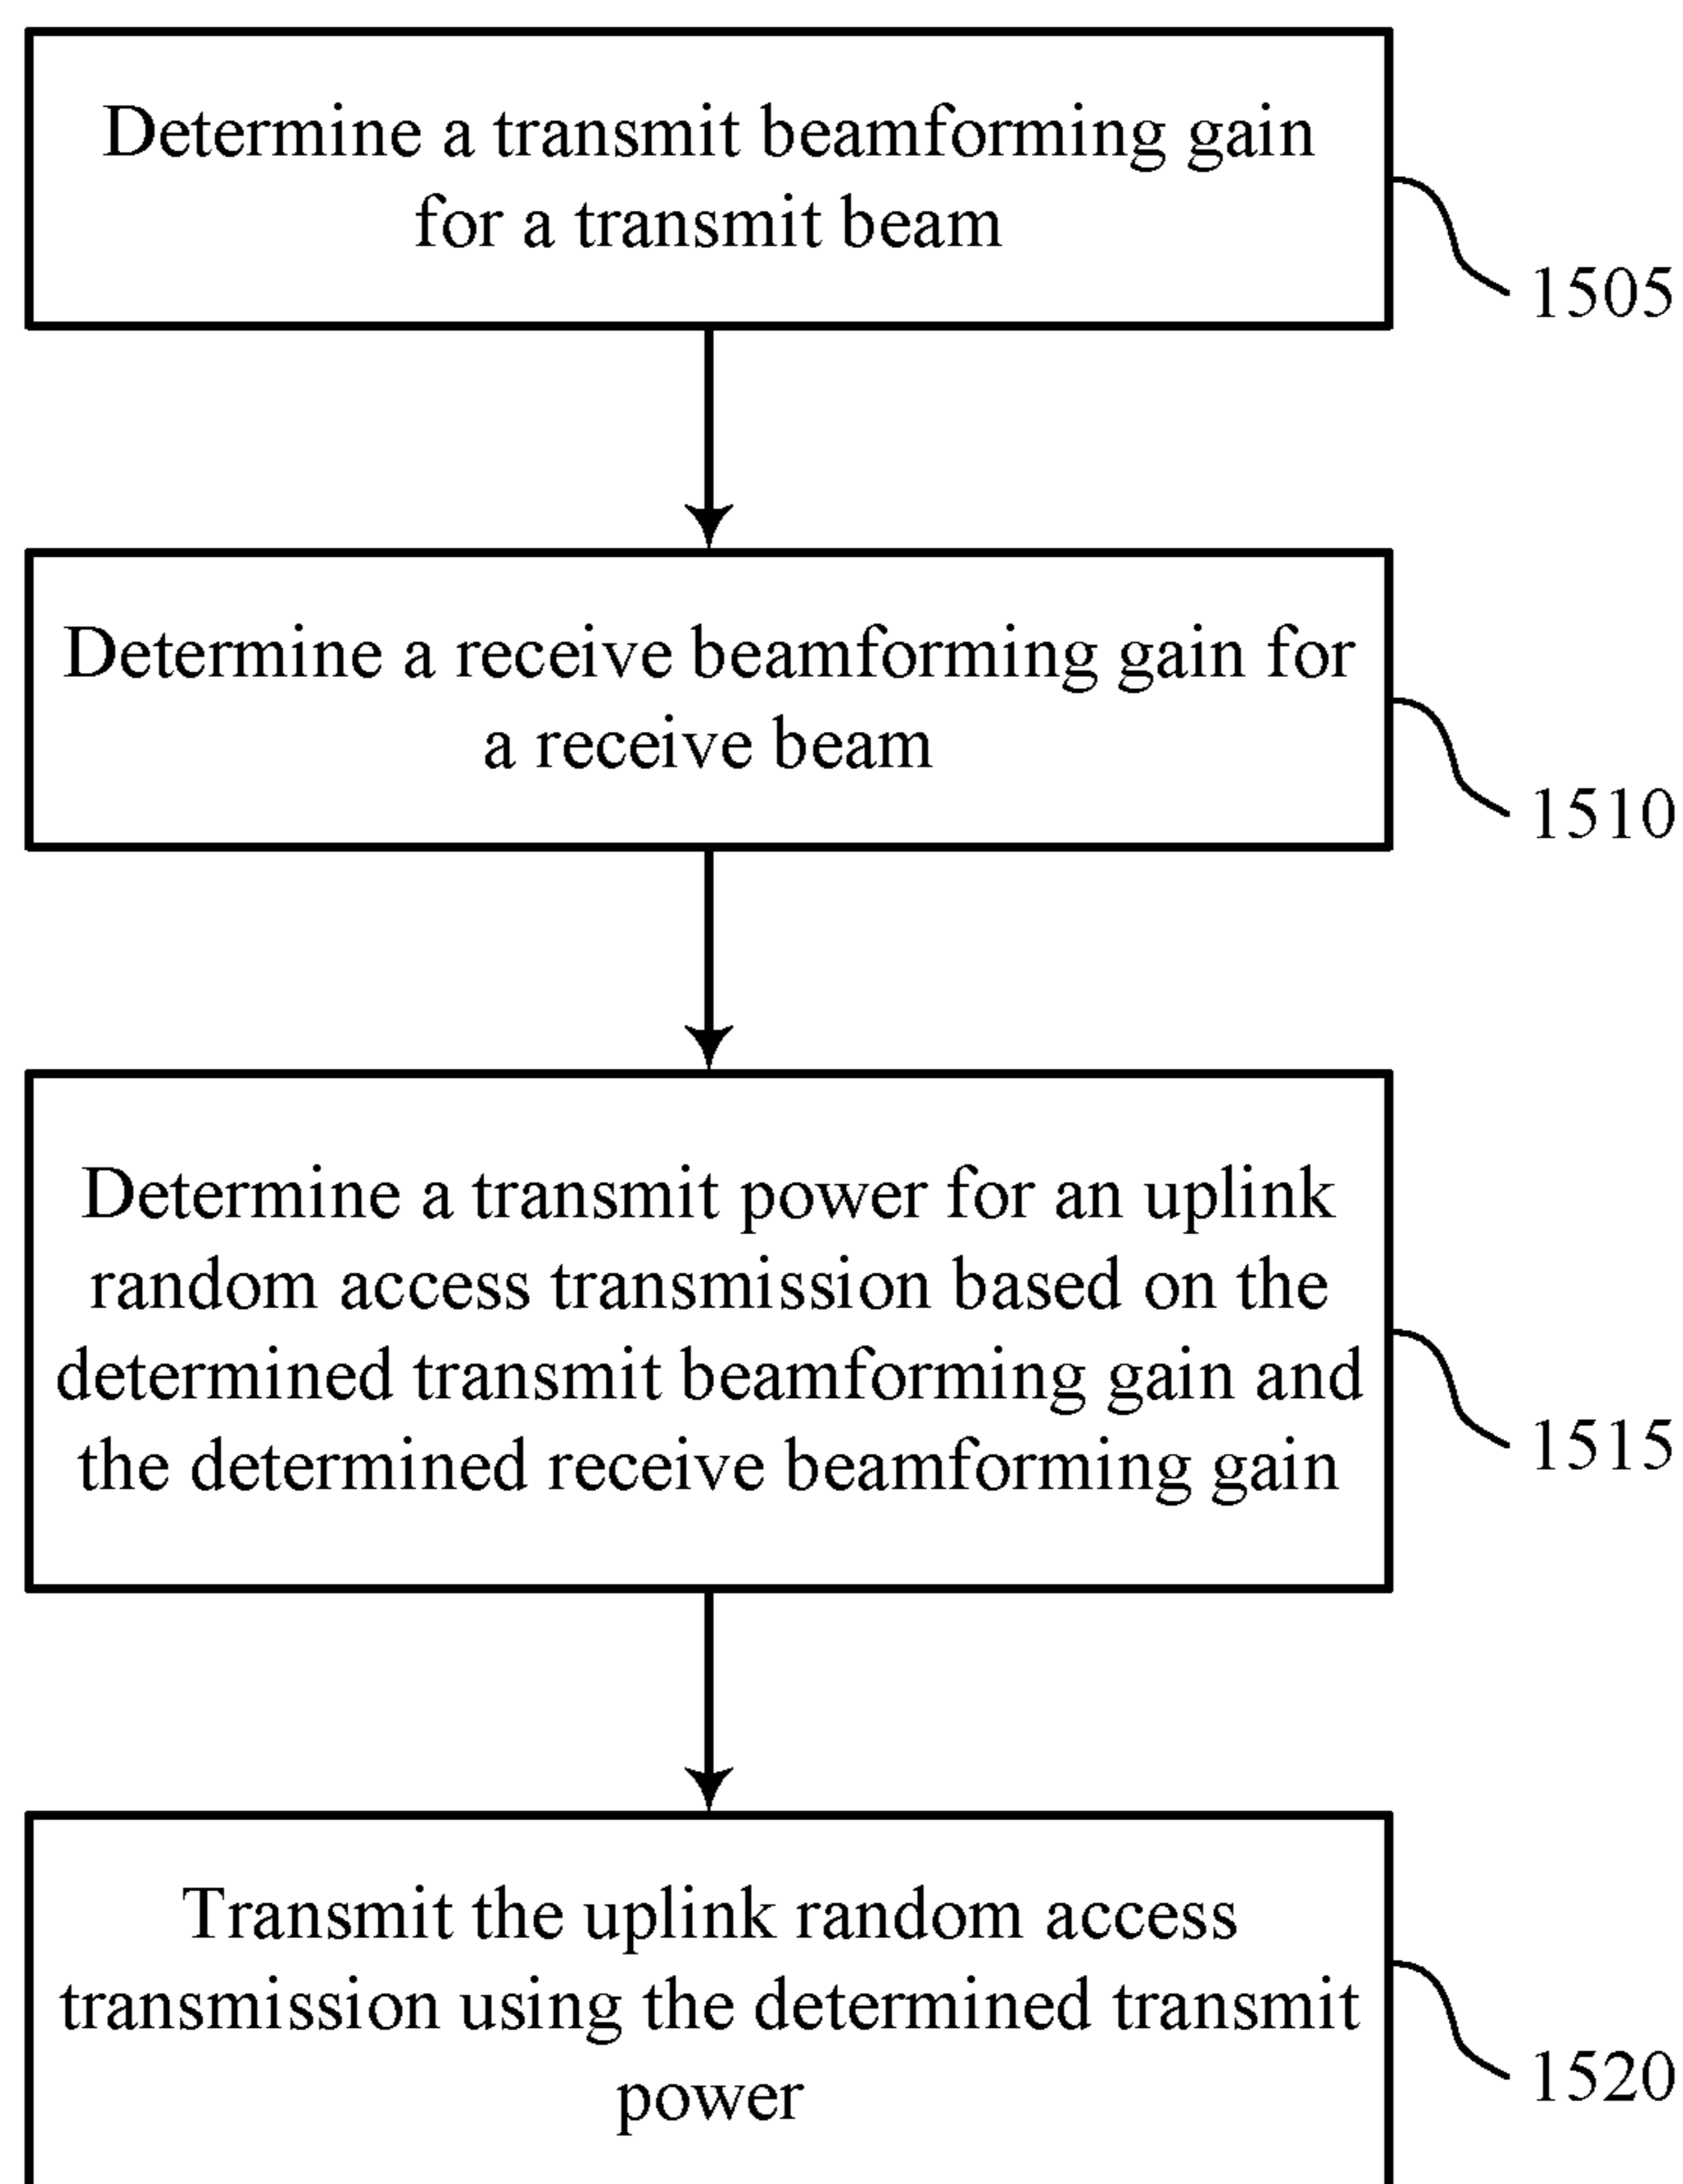 Determine a transmit beamforming gain
for a transmit beam
1505
Determine a receive beamforming gain for
a receive beam
1510
Determine a transmit power for an uplink
random access transmission based on the
determined transmit beamforming gain and
the determined receive beamforming gain
1515
Transmit the uplink random access
transmission using the determined transmit
power
1520